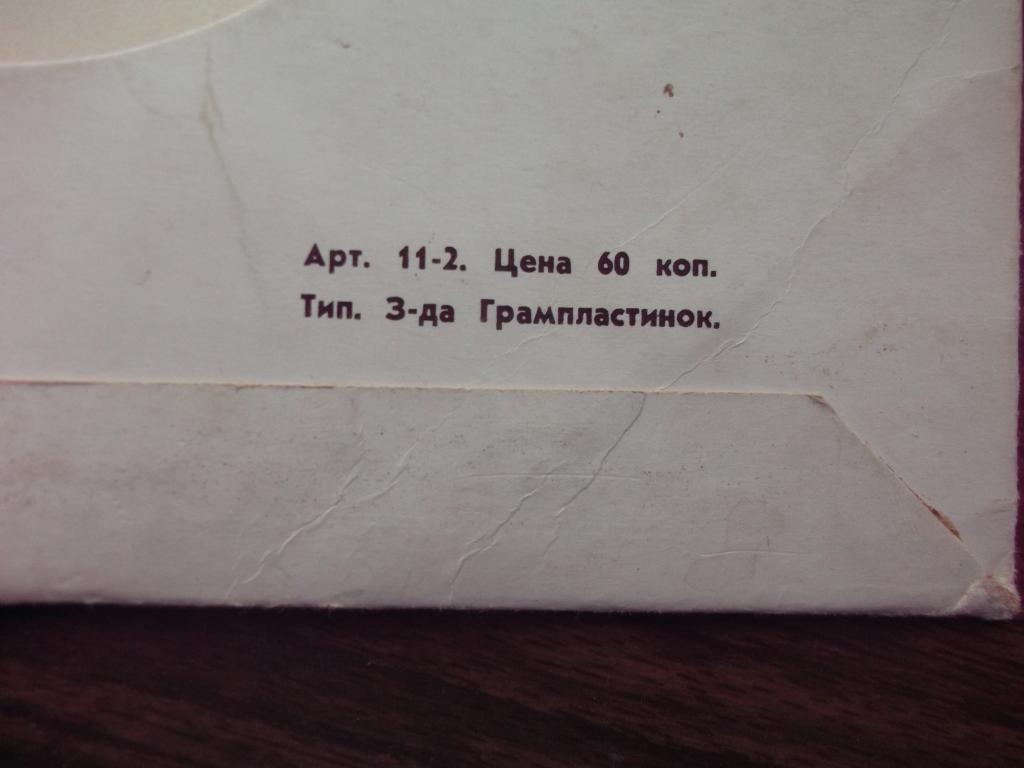 Арт. 11-2. Цена 60 коп.
Тип. З-да Грампластинок.